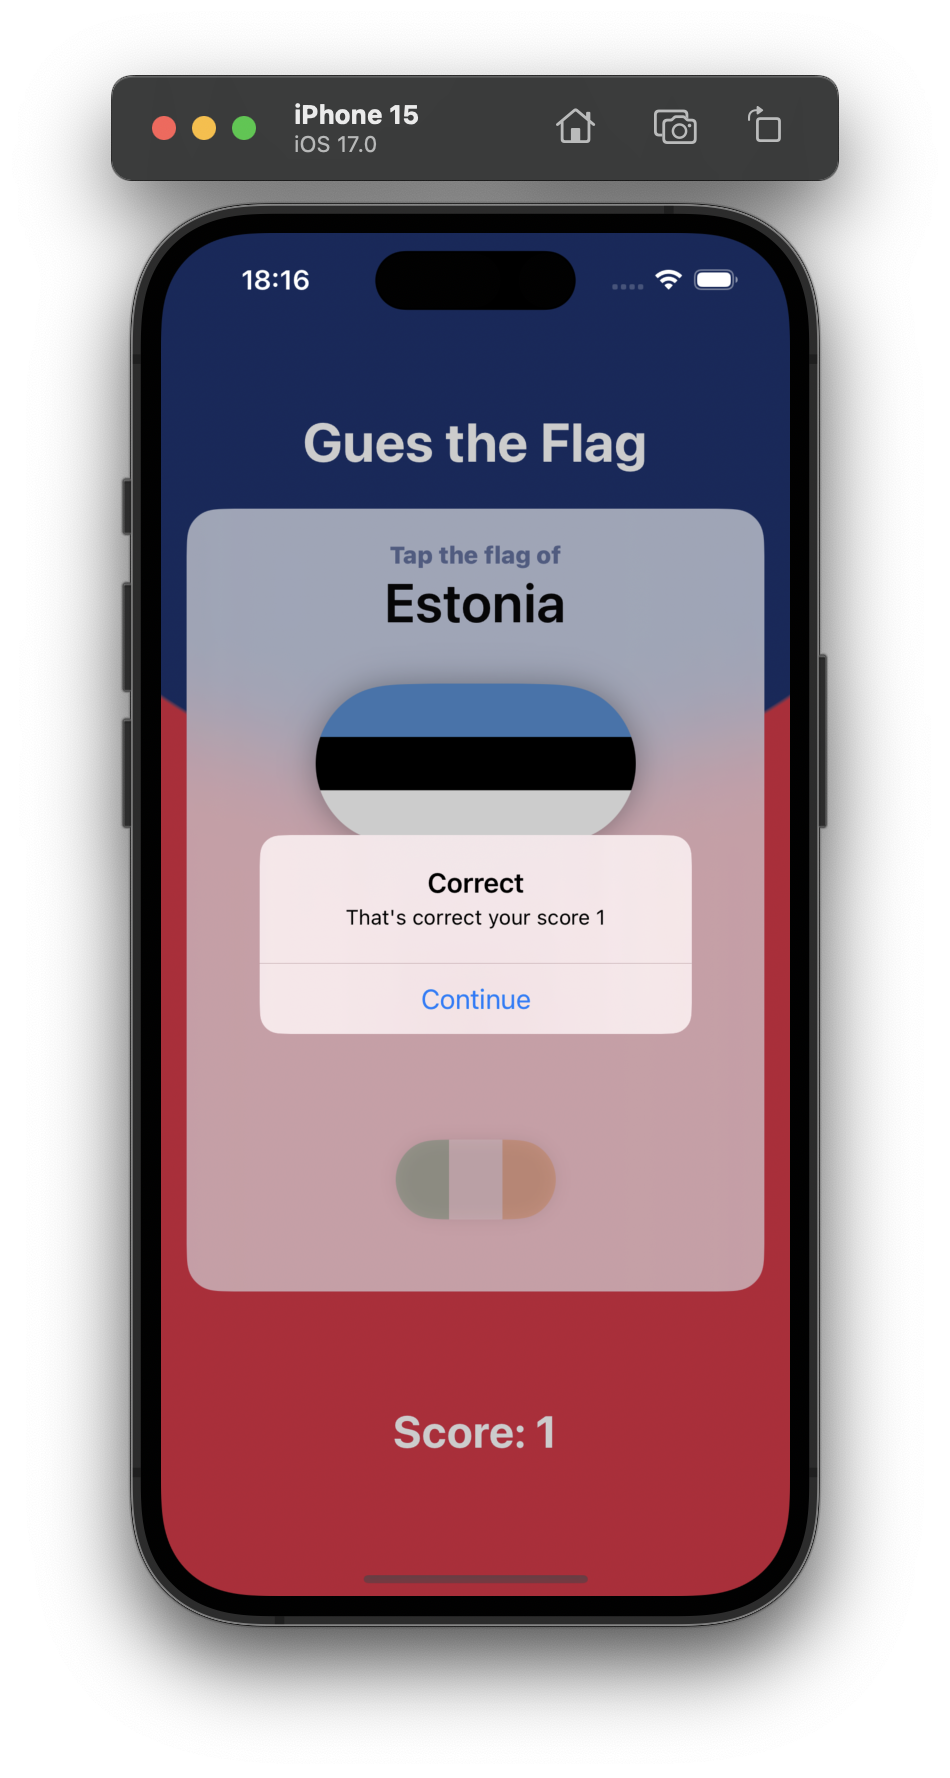 iPhone 15
iOS 17.0
18:16
Gues the Flag
Tap the flag of
Estonia
Correct
That's correct your score 1
Continue
Score: 1